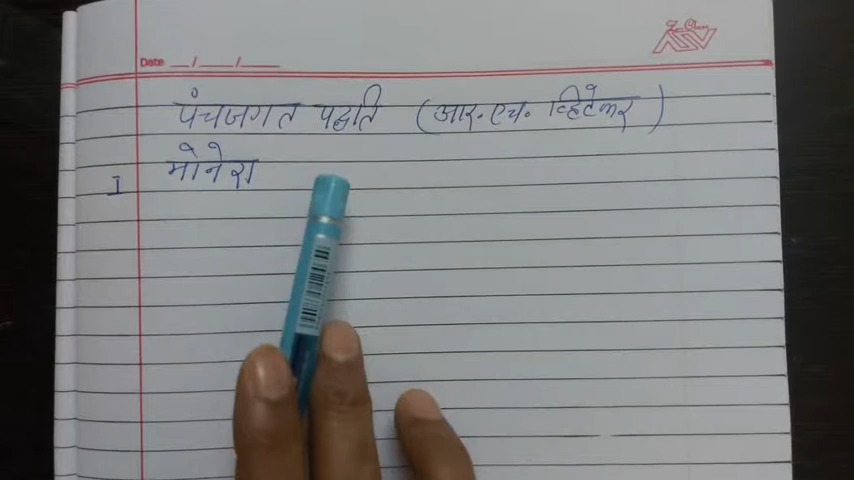 Date __/__/__
पंचजगत पद्धति (आर.एच. व्हिटेकर)
I मोनेरा